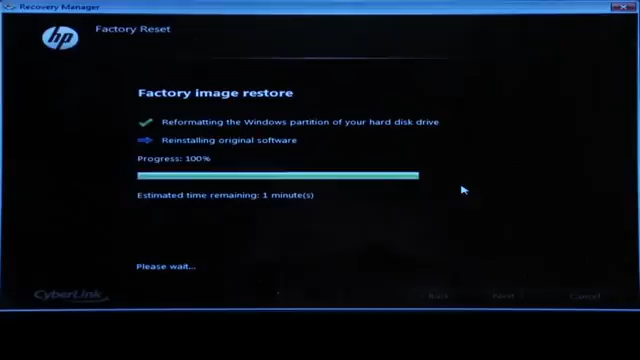 Recovery Manager
hp
Factory Reset
Factory image restore
Reformatting the Windows partition of your hard disk drive
Reinstalling original software
Progress: 100%
Estimated time remaining: 1 minute(s)
Please wait...
CyberLink
Back
Next
Cancel